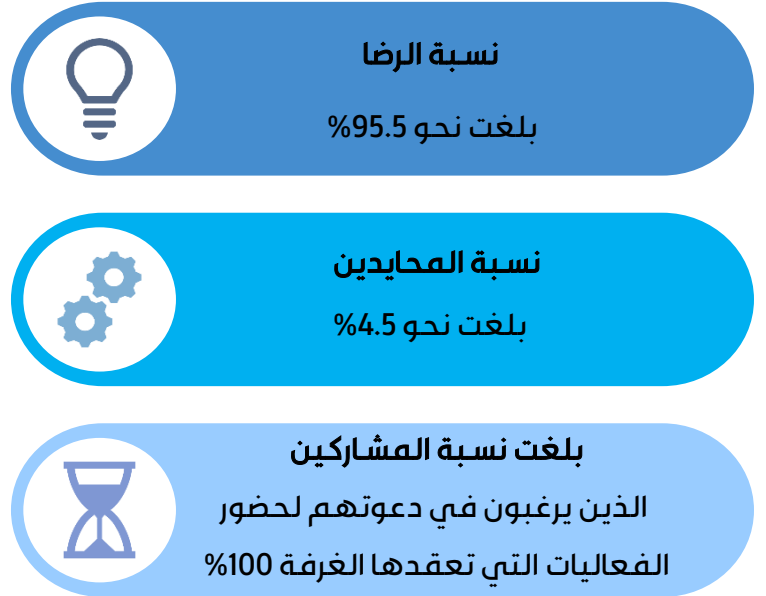 نسبة الرضا
بلغت نحو 95.5%
نسبة المحايدين
بلغت نحو 4.5%
بلغت نسبة المشاركين
الذين يرغبون في دعوتهم لحضور
الفعاليات التي تعقدها الغرفة 100%